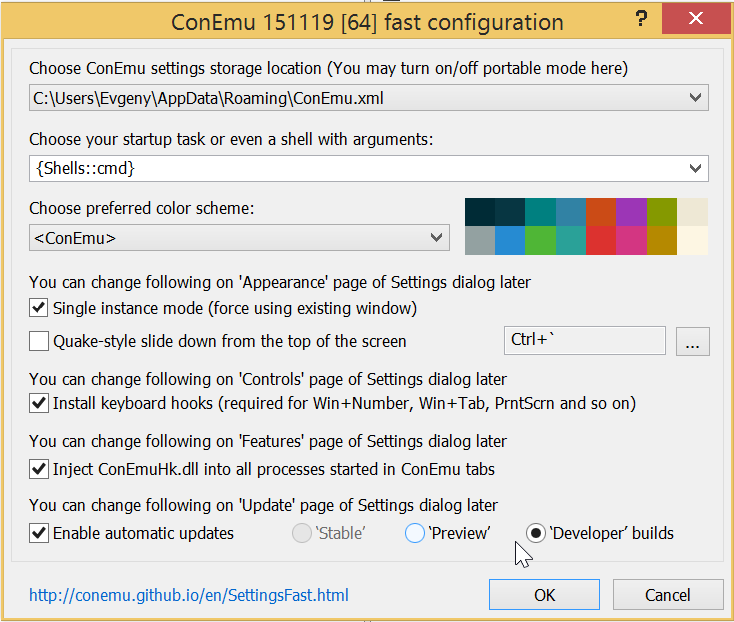 ConEmu 151119 [64] fast configuration
?
Choose ConEmu settings storage location (You may turn on/off portable mode here)
C:\Users\Evgeny\AppData\Roaming\ConEmu.xml
Choose your startup task or even a shell with arguments:
{Shells::cmd}
Choose preferred color scheme:
<ConEmu>
You can change following on 'Appearance' page of Settings dialog later
Single instance mode (force using existing window)
Quake-style slide down from the top of the screen Ctrl+` ...
You can change following on 'Controls' page of Settings dialog later
Install keyboard hooks (required for Win+Number, Win+Tab, PrntScrn and so on)
You can change following on 'Features' page of Settings dialog later
Inject ConEmuHk.dll into all processes started in ConEmu tabs
You can change following on 'Update' page of Settings dialog later
Enable automatic updates ‘Stable’ ‘Preview’ ‘Developer’ builds
http://conemu.github.io/en/SettingsFast.html OK Cancel